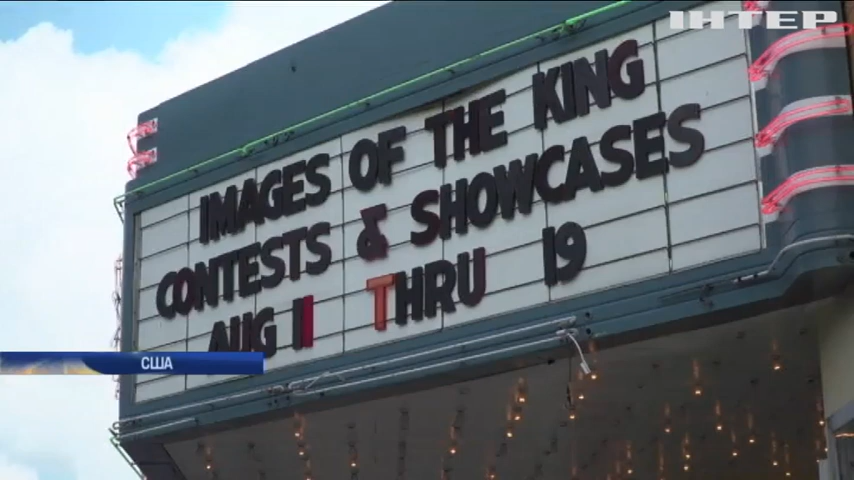 ІНТЕР
IMAGES OF THE KING
CONTESTS & SHOWCASES
AUG 11 THRU 19
США